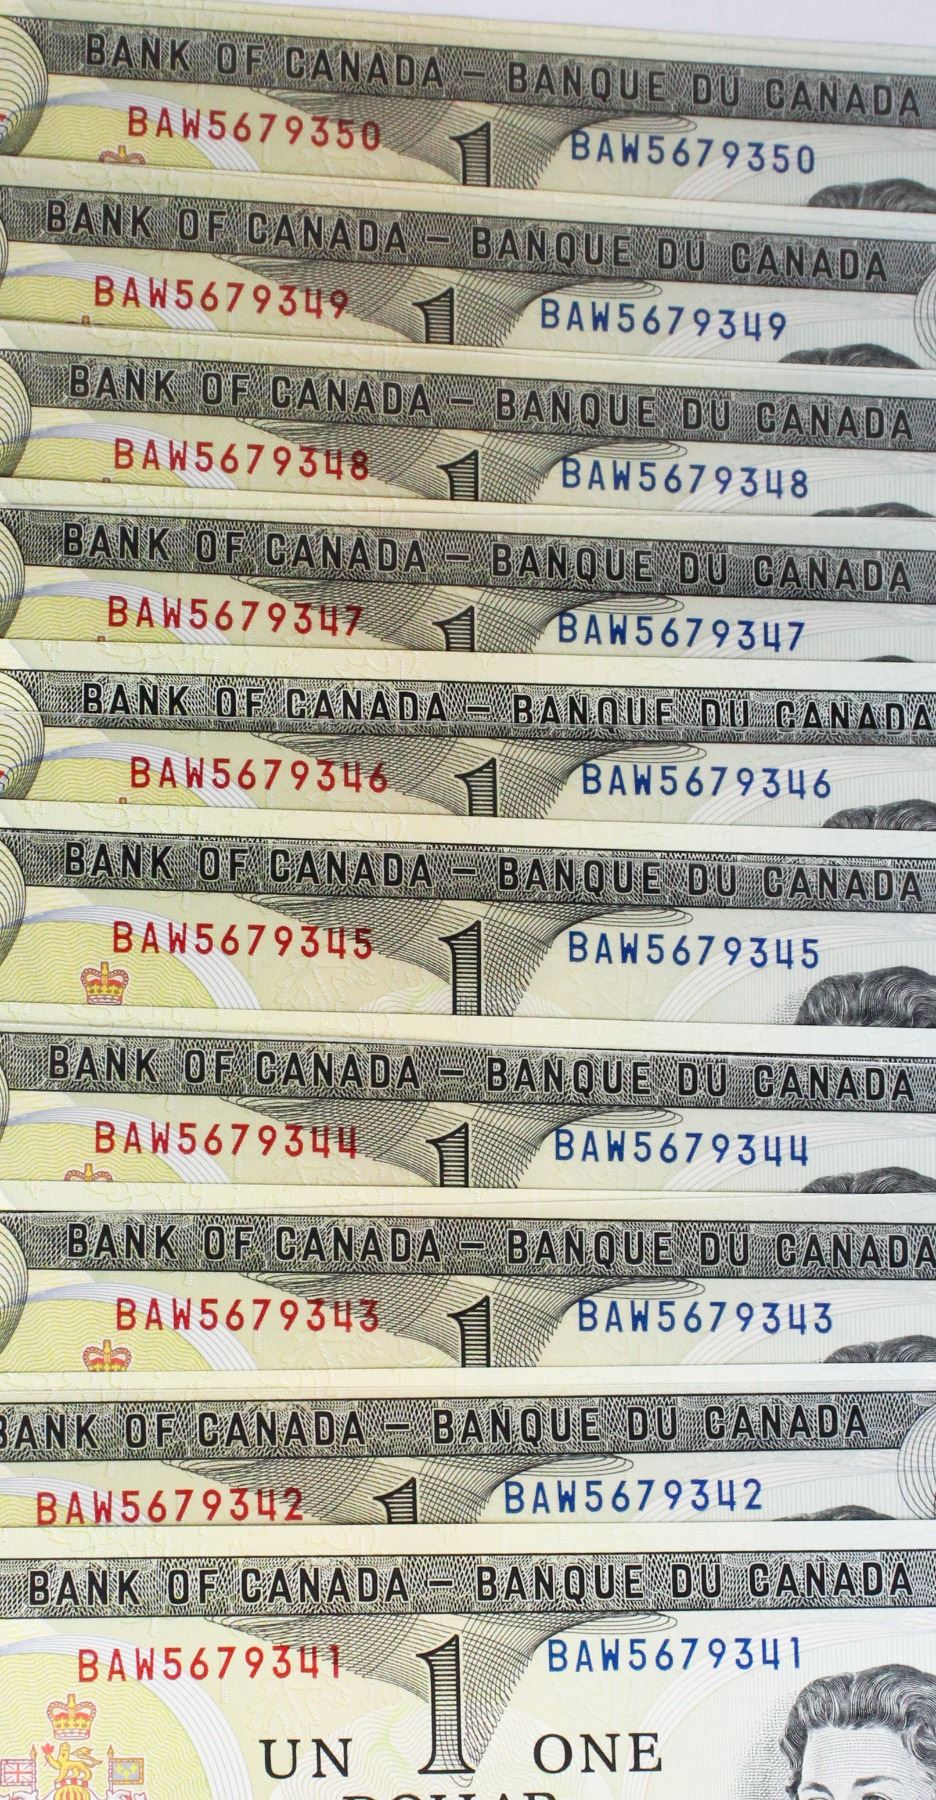 BANK OF CANADA – BANQUE DU CANADA
BAW5679350 1 BAW5679350
BANK OF CANADA – BANQUE DU CANADA
BAW5679349 1 BAW5679349
BANK OF CANADA – BANQUE DU CANADA
BAW5679348 1 BAW5679348
BANK OF CANADA – BANQUE DU CANADA
BAW5679347 1 BAW5679347
BANK OF CANADA – BANQUE DU CANADA
BAW5679346 1 BAW5679346
BANK OF CANADA – BANQUE DU CANADA
BAW5679345 1 BAW5679345
BANK OF CANADA – BANQUE DU CANADA
BAW5679344 1 BAW5679344
BANK OF CANADA – BANQUE DU CANADA
BAW5679343 1 BAW5679343
BANK OF CANADA – BANQUE DU CANADA
BAW5679342 1 BAW5679342
BANK OF CANADA – BANQUE DU CANADA
BAW5679341 1 BAW5679341
UN ONE
DOLLAR